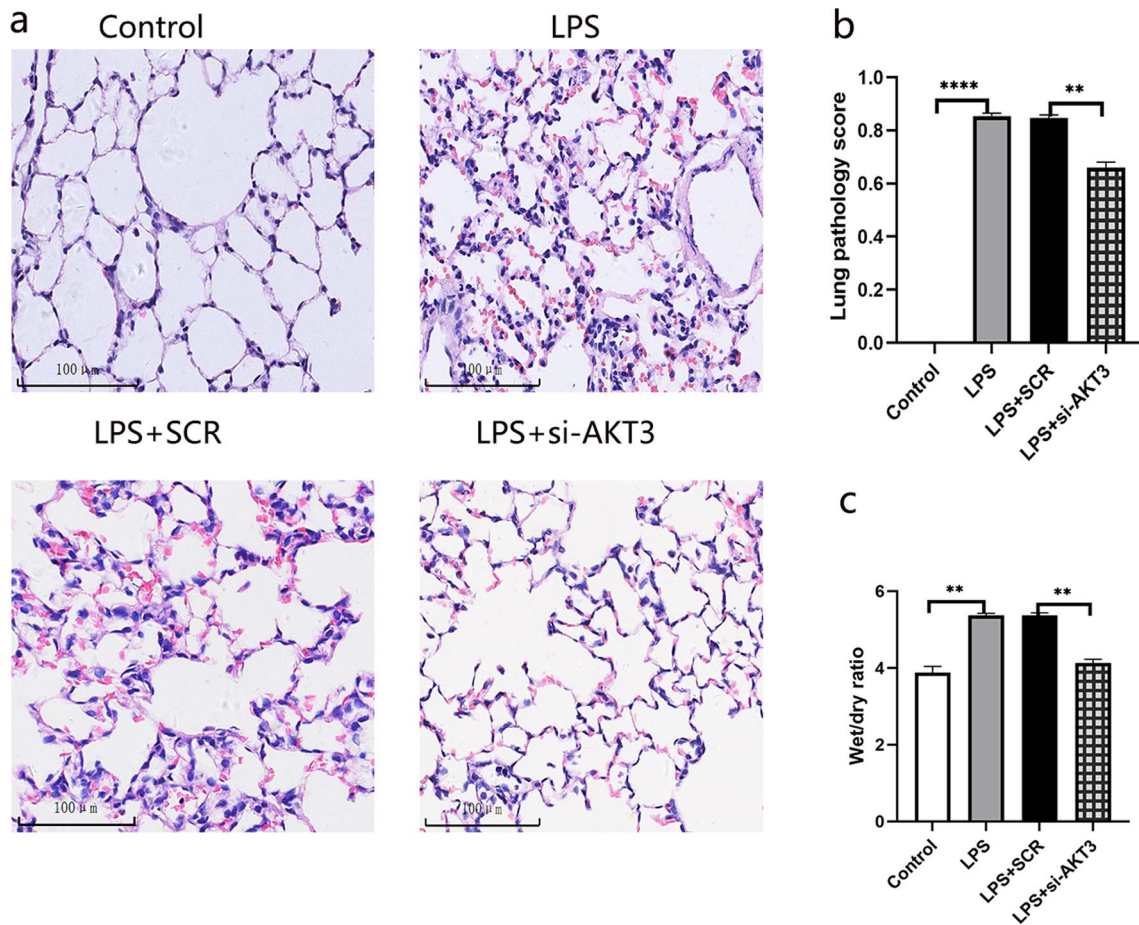 a
Control
LPS
100 μm
100 μm
LPS+SCR
LPS+si-AKT3
100 μm
100 μm
b
Lung pathology score
1.0
0.8
0.6
0.4
0.2
0.0
****
**
Control
LPS
LPS+SCR
LPS+si-AKT3
c
Wet/dry ratio
6
4
2
0
**
**
Control
LPS
LPS+SCR
LPS+si-AKT3